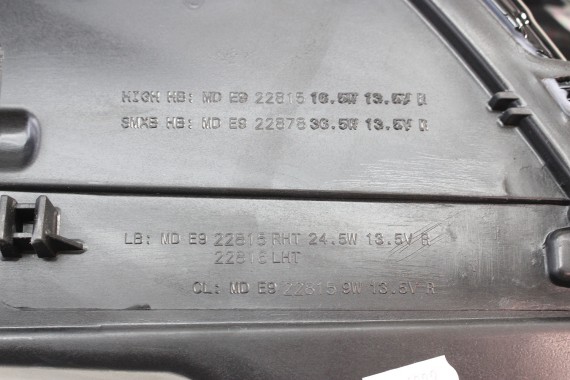 HIGH HB: MD E9 22815 16.5W 13.5V R
SMXB HB: MD E9 22878 33.5W 13.5V R
LB: MD E9 22815 RHT 24.5W 13.5V R
22816 LHT
CL: MD E9 22815 9W 13.5V R